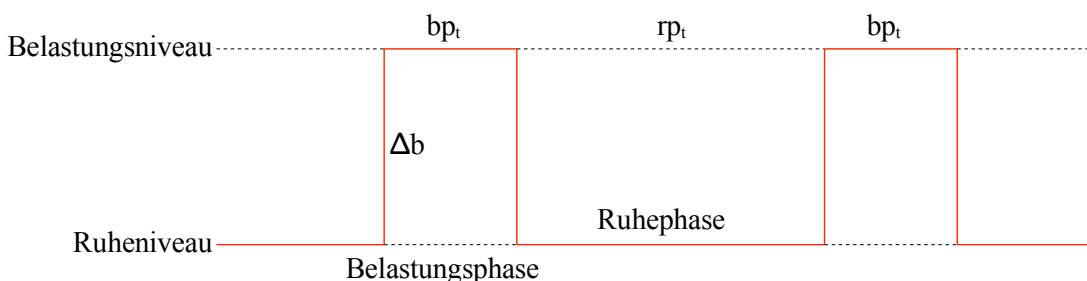 bpₜ rpₜ bpₜ
Belastungsniveau
Δb
Ruhephase
Ruheniveau
Belastungsphase